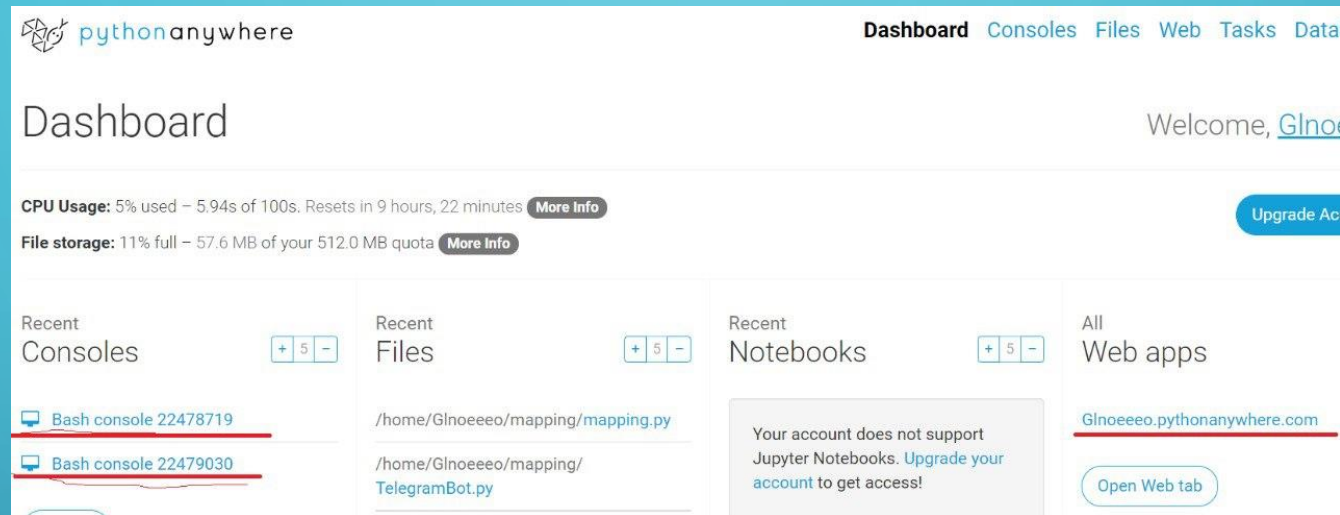 pythonanywhere
Dashboard Consoles Files Web Tasks Data
Dashboard
Welcome, Glnoe
CPU Usage: 5% used – 5.94s of 100s. Resets in 9 hours, 22 minutes More Info
File storage: 11% full – 57.6 MB of your 512.0 MB quota More Info
Upgrade Ac
Recent
Consoles
+ 5 -
Bash console 22478719
Bash console 22479030
Recent
Files
+ 5 -
/home/Glnoeeeo/mapping/mapping.py
/home/Glnoeeeo/mapping/
TelegramBot.py
Recent
Notebooks
+ 5 -
Your account does not support
Jupyter Notebooks. Upgrade your
account to get access!
All
Web apps
Glnoeeeo.pythonanywhere.com
Open Web tab